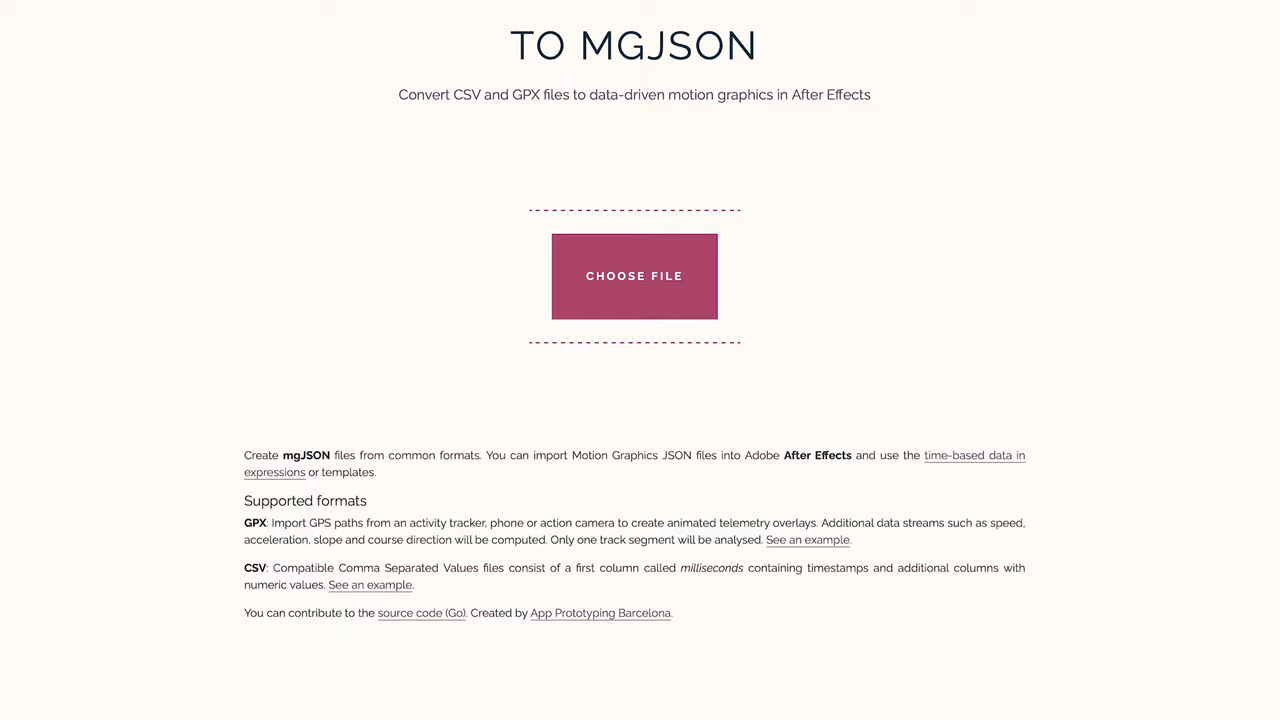 TO MGJSON
Convert CSV and GPX files to data-driven motion graphics in After Effects
CHOOSE FILE
Create mgJSON files from common formats. You can import Motion Graphics JSON files into Adobe After Effects and use the time-based data in
expressions or templates.
Supported formats
GPX: Import GPS paths from an activity tracker, phone or action camera to create animated telemetry overlays. Additional data streams such as speed,
acceleration, slope and course direction will be computed. Only one track segment will be analysed. See an example.
CSV: Compatible Comma Separated Values files consist of a first column called milliseconds containing timestamps and additional columns with
numeric values. See an example.
You can contribute to the source code (Go). Created by App Prototyping Barcelona.